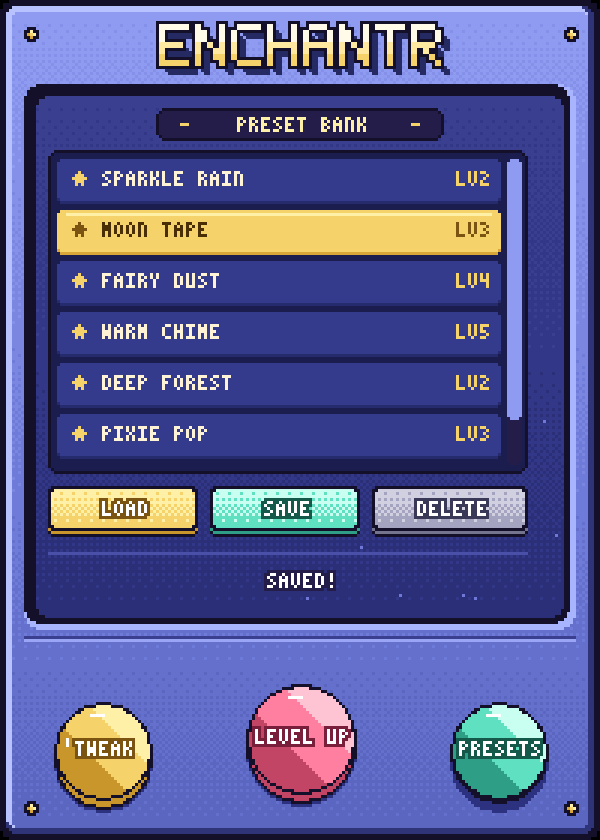 ENCHANTR
- PRESET BANK -
SPARKLE RAIN LV2
MOON TAPE LV3
FAIRY DUST LV4
WARM CHIME LV5
DEEP FOREST LV2
PIXIE POP LV3
LOAD SAVE DELETE
SAVED!
'TWEAK LEVEL UP PRESETS